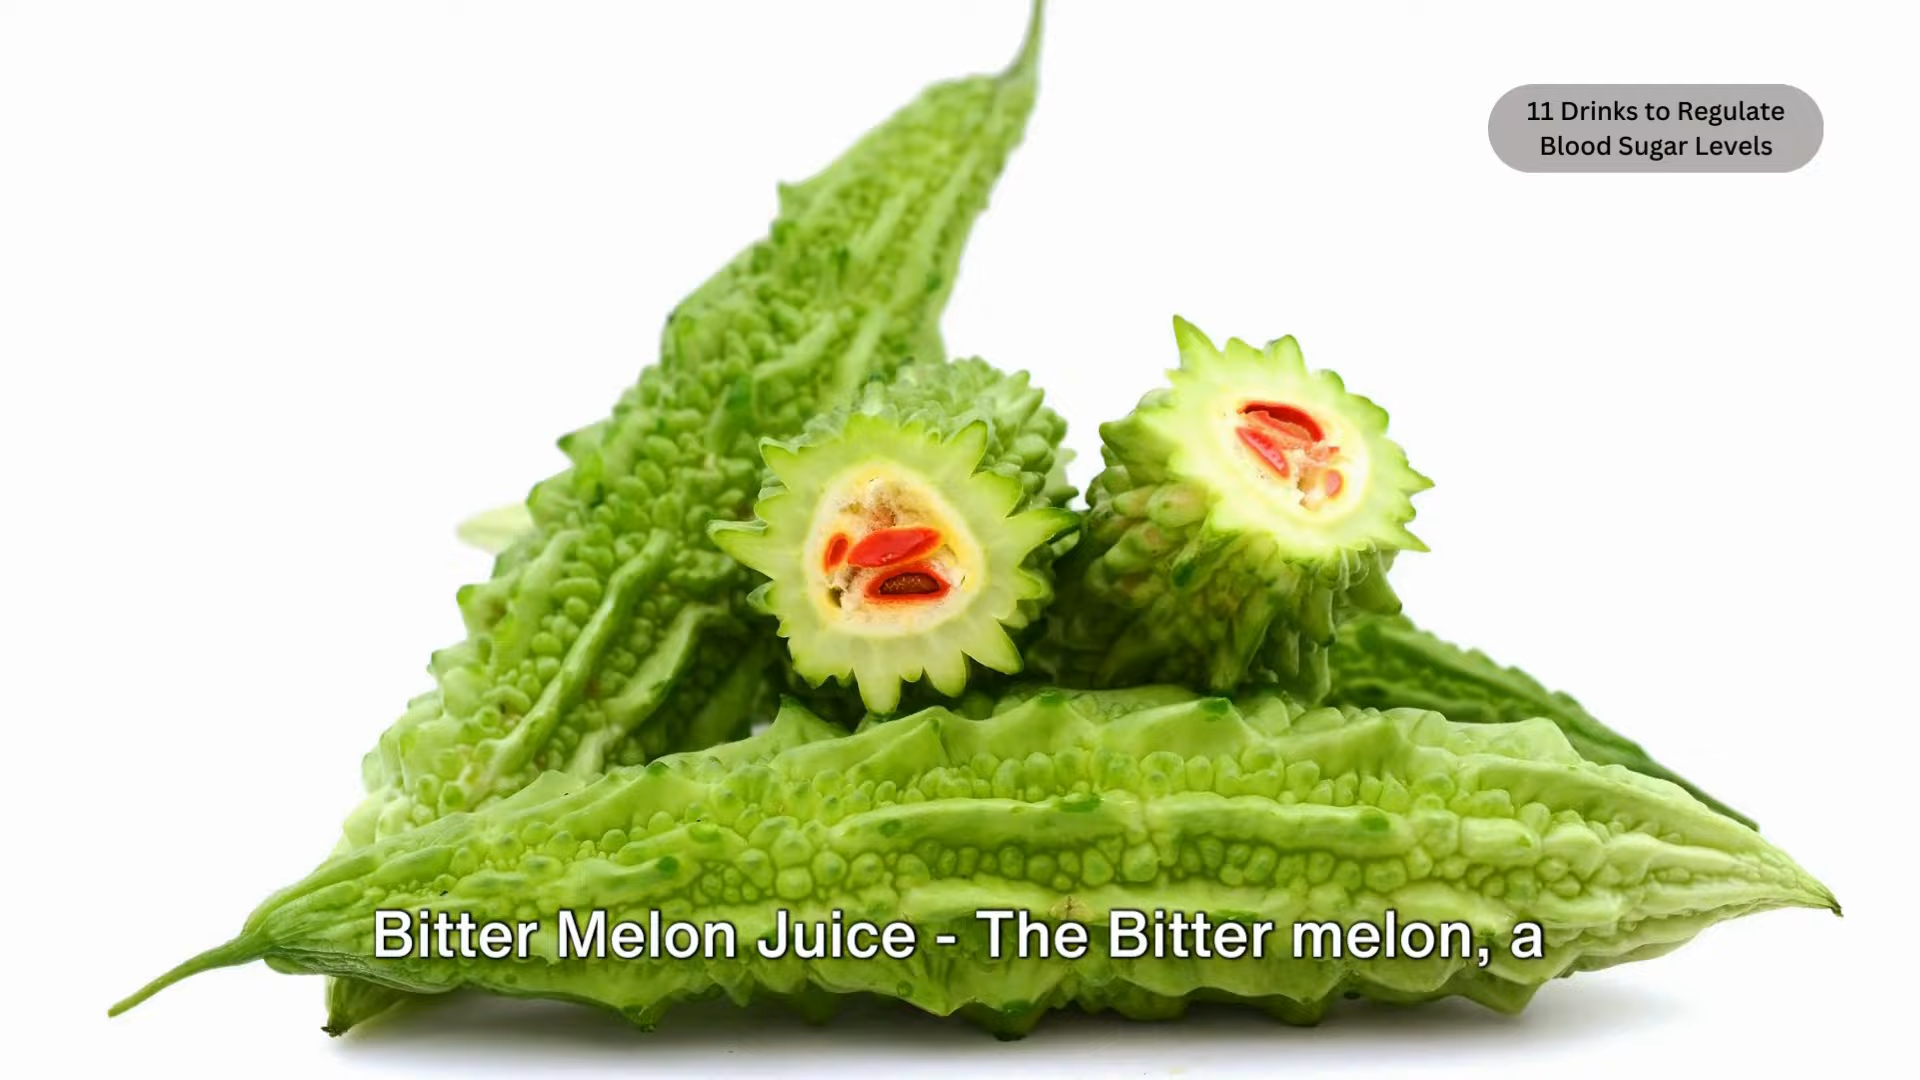 11 Drinks to Regulate
Blood Sugar Levels
Bitter Melon Juice - The Bitter melon, a